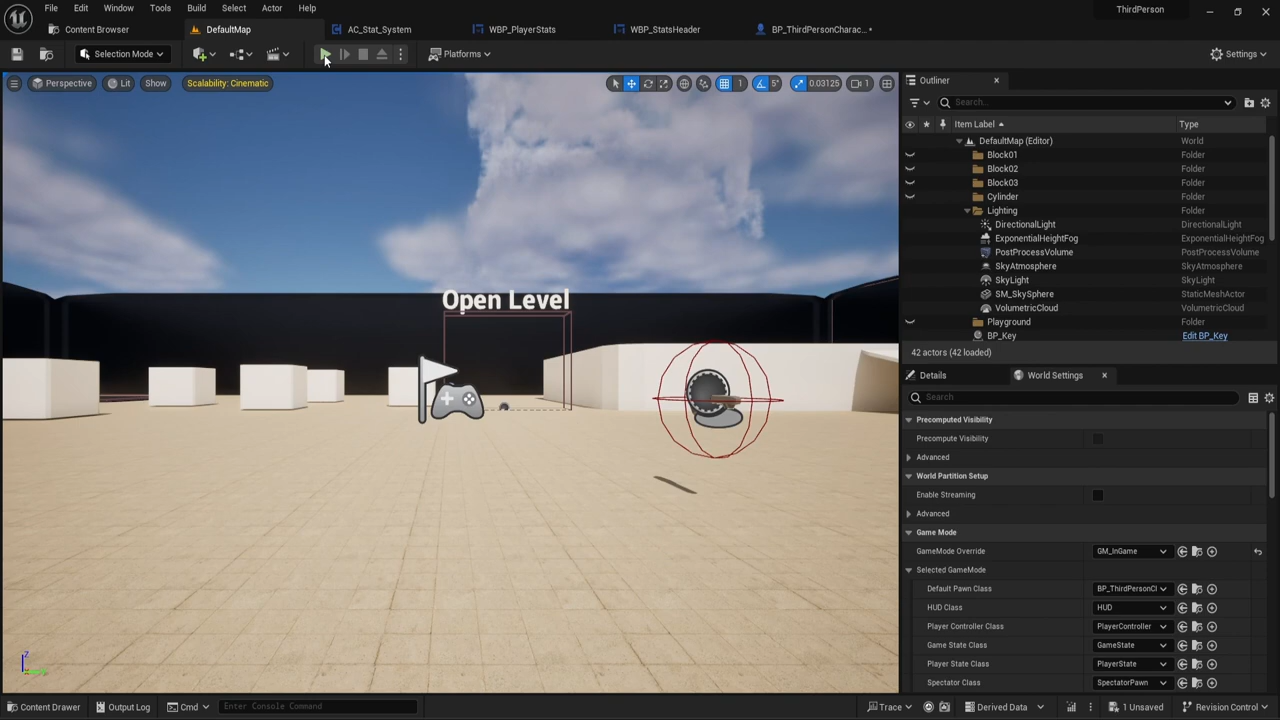 File Edit Window Tools Build Select Actor Help
ThirdPerson
Content Browser DefaultMap AC_Stat_System WBP_PlayerStats WBP_StatsHeader BP_ThirdPersonCharac... •
Selection Mode Platforms Settings
Perspective Lit Show Scalability: Cinematic 1 5° 0.03125 1
Open Level
Outliner
Search...
Item Label Type
DefaultMap (Editor) World
Block01 Folder
Block02 Folder
Block03 Folder
Cylinder Folder
Lighting Folder
DirectionalLight DirectionalLight
ExponentialHeightFog ExponentialHeightFog
PostProcessVolume PostProcessVolume
SkyAtmosphere SkyAtmosphere
SkyLight SkyLight
SM_SkySphere StaticMeshActor
VolumetricCloud VolumetricCloud
Playground Folder
BP_Key Edit BP_Key
42 actors (42 loaded)
Details World Settings
Search
Precomputed Visibility
Precompute Visibility
Advanced
World Partition Setup
Enable Streaming
Advanced
Game Mode
GameMode Override GM_InGame
Selected GameMode
Default Pawn Class BP_ThirdPersonCl
HUD Class HUD
Player Controller Class PlayerController
Game State Class GameState
Player State Class PlayerState
Spectator Class SpectatorPawn
Z
Content Drawer Output Log Cmd Enter Console Command Trace Derived Data 1 Unsaved Revision Control